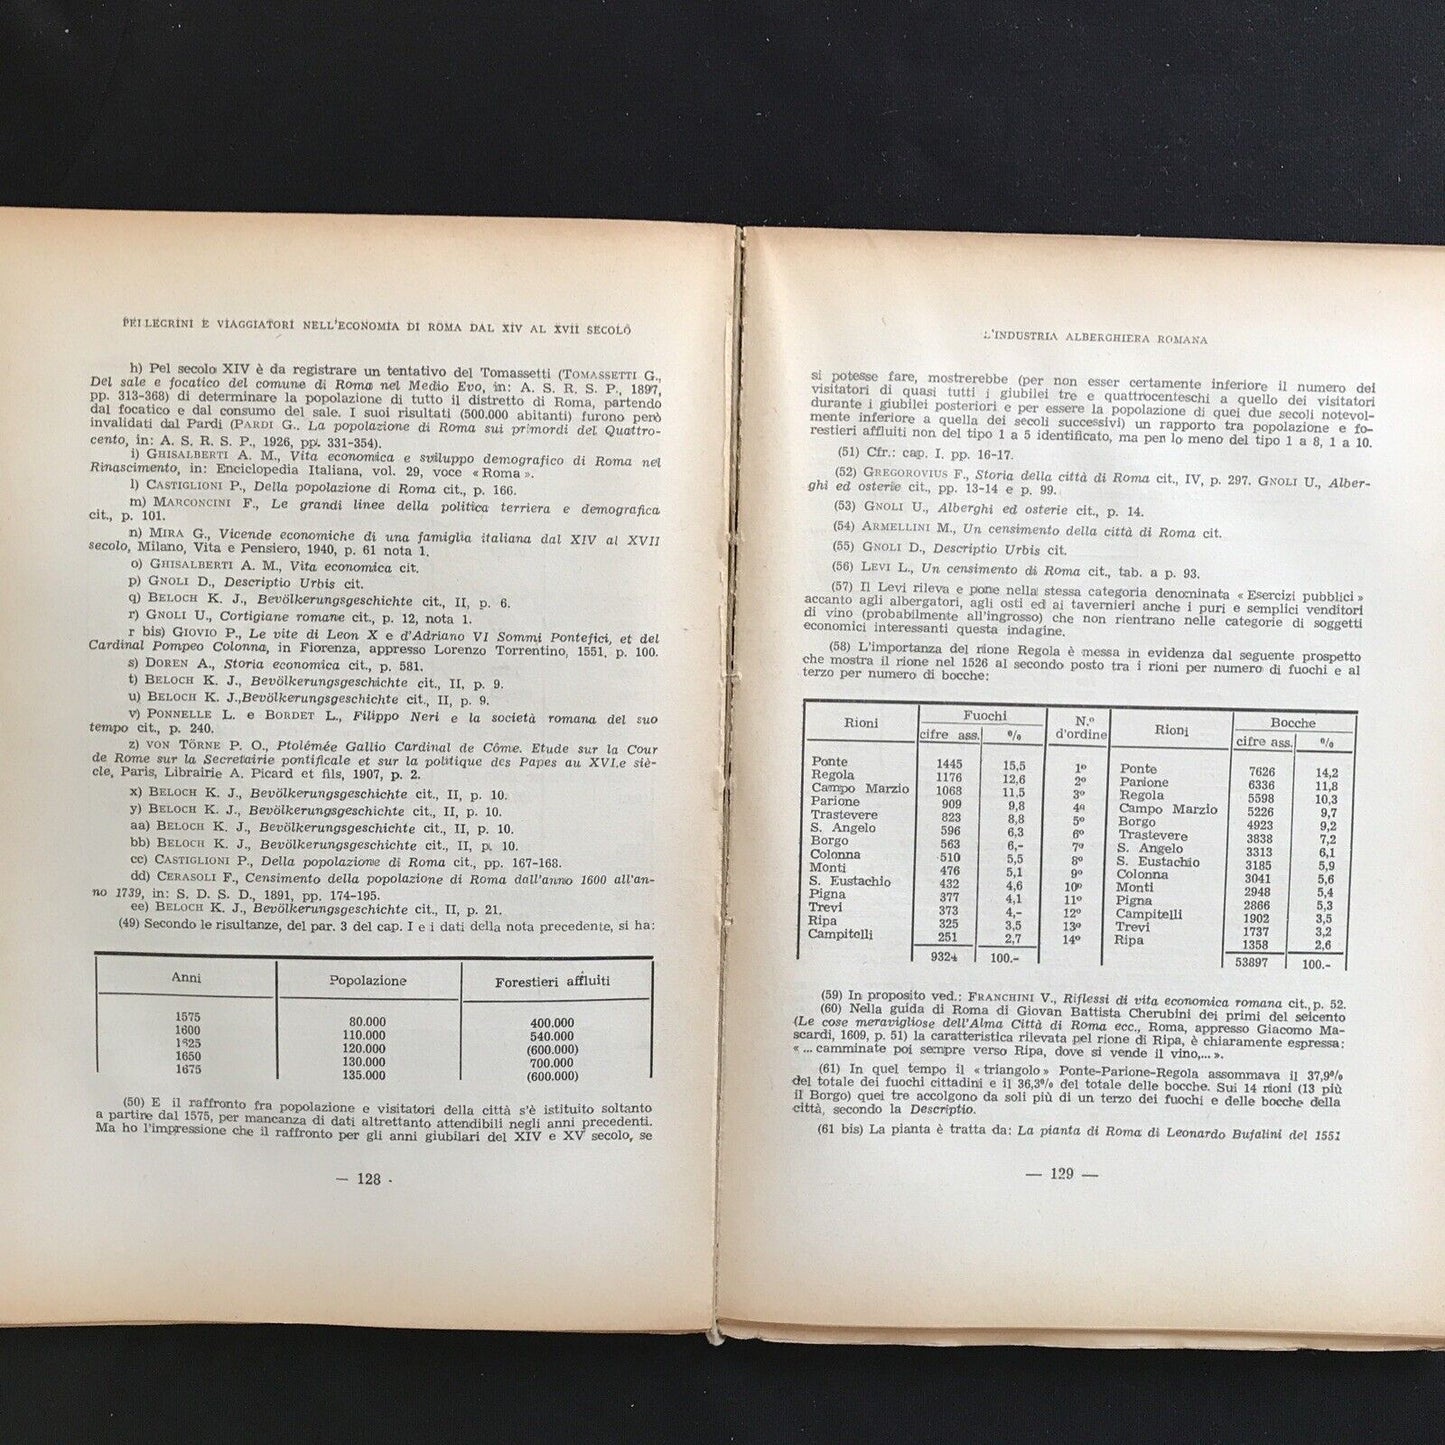 PELLEGRINI E VIAGGIATORI NELL'ECONOMIA DI ROMA DAL XIV AL XVII SECOLO
h) Pel secolo XIV è da registrare un tentativo del Tomassetti (TOMASSETTI G.,
Del sale e focatico del comune di Roma nel Medio Evo, in: A. S. R. S. P., 1897,
pp. 313-368) di determinare la popolazione di tutto il distretto di Roma, partendo
dal focatico e dal consumo del sale. I suoi risultati (500.000 abitanti) furono però
invalidati dal Pardi (PARDI G.. La popolazione di Roma sui primordi del Quattro-
cento, in: A. S. R. S. P., 1926, pp. 331-354).
i) GHISALBERTI A. M., Vita economica e sviluppo demografico di Roma nel
Rinascimento, in: Enciclopedia Italiana, vol. 29, voce « Roma ».
l) CASTIGLIONI P., Della popolazione di Roma cit., p. 166.
m) MARCONCINI F., Le grandi linee della politica terriera e demografica
cit., p. 101.
n) MIRA G., Vicende economiche di una famiglia italiana dal XIV al XVII
secolo, Milano, Vita e Pensiero, 1940, p. 61 nota 1.
o) GHISALBERTI A. M., Vita economica cit.
p) GNOLI D., Descriptio Urbis cit.
q) BELOCH K. J., Bevölkerungsgeschichte cit., II, p. 6.
r) GNOLI U., Cortigiane romane cit., p. 12, nota 1.
r bis) GIOVIO P., Le vite di Leon X e d'Adriano VI Sommi Pontefici, et del
Cardinal Pompeo Colonna, in Fiorenza, appresso Lorenzo Torrentino, 1551, p. 100.
s) DOREN A., Storia economica cit., p. 581.
t) BELOCH K. J., Bevölkerungsgeschichte cit., II, p. 9.
u) BELOCH K. J.,Bevölkerungsgeschichte cit., II, p. 9.
v) PONNELLE L. e BORDET L., Filippo Neri e la società romana del suo
tempo cit., p. 240.
z) VON TÖRNE P. O., Ptolémée Gallio Cardinal de Côme. Etude sur la Cour
de Rome sur la Secretairie pontificale et sur la politique des Papes au XVI.e siè-
cle, Paris, Librairie A. Picard et fils, 1907, p. 2.
x) BELOCH K. J., Bevölkerungsgeschichte cit., II, p. 10.
y) BELOCH K. J., Bevölkerungsgeschichte cit., II, p. 10.
aa) BELOCH K. J., Bevölkerungsgeschichte cit., II, p. 10.
bb) BELOCH K. J., Bevölkerungsgeschichte cit., II, p. 10.
cc) CASTIGLIONI P., Della popolazione di Roma cit., pp. 167-168.
dd) CERASOLI F., Censimento della popolazione di Roma dall'anno 1600 all'an-
no 1739, in: S. D. S. D., 1891, pp. 174-195.
ee) BELOCH K. J., Bevölkerungsgeschichte cit., II, p. 21.
(49) Secondo le risultanze, del par. 3 del cap. I e i dati della nota precedente, si ha:
Anni Popolazione Forestieri affluiti
1575 80.000 400.000
1600 110.000 540.000
1625 120.000 (600.000)
1650 130.000 700.000
1675 135.000 (600.000)
(50) E il raffronto fra popolazione e visitatori della città s'è istituito soltanto
a partire dal 1575, per mancanza di dati altrettanto attendibili negli anni precedenti.
Ma ho l'impressione che il raffronto per gli anni giubilari del XIV e XV secolo, se
— 128 -
L'INDUSTRIA ALBERGHIERA ROMANA
si potesse fare, mostrerebbe (per non esser certamente inferiore il numero dei
visitatori di quasi tutti i giubilei tre e quattrocenteschi a quello dei visitatori
durante i giubilei posteriori e per essere la popolazione di quei due secoli notevol-
mente inferiore a quella dei secoli successivi) un rapporto tra popolazione e fo-
restieri affluiti non del tipo 1 a 5 identificato, ma per lo meno del tipo 1 a 8, 1 a 10.
(51) Cfr.: cap. I. pp. 16-17.
(52) GREGOROVIUS F., Storia della città di Roma cit., IV, p. 297. GNOLI U., Alber-
ghi ed osterie cit., pp. 13-14 e p. 99.
(53) GNOLI U., Alberghi ed osterie cit., p. 14.
(54) ARMELLINI M., Un censimento della città di Roma cit.
(55) GNOLI D., Descriptio Urbis cit.
(56) LEVI L., Un censimento di Roma cit., tab. a p. 93.
(57) Il Levi rileva e pone nella stessa categoria denominata « Esercizi pubblici »
accanto agli albergatori, agli osti ed ai tavernieri anche i puri e semplici venditori
di vino (probabilmente all'ingrosso) che non rientrano nelle categorie di soggetti
economici interessanti questa indagine.
(58) L'importanza del rione Regola è messa in evidenza dal seguente prospetto
che mostra il rione nel 1526 al secondo posto tra i rioni per numero di fuochi e al
terzo per numero di bocche:
Rioni Fuochi N.º d'ordine Rioni Bocche
cifre ass. % cifre ass. %
Ponte 1445 15,5 1º Ponte 7626 14,2
Regola 1176 12,6 2º Parione 6336 11,8
Campo Marzio 1068 11,5 3º Regola 5598 10,3
Parione 909 9,8 4º Campo Marzio 5226 9,7
Trastevere 823 8,8 5º Borgo 4923 9,2
S. Angelo 596 6,3 6º Trastevere 3838 7,2
Borgo 563 6,- 7º S. Angelo 3313 6,1
Colonna 510 5,5 8º S. Eustachio 3185 5,9
Monti 476 5,1 9º Colonna 3041 5,6
S. Eustachio 432 4,6 10º Monti 2948 5,4
Pigna 377 4,1 11º Pigna 2866 5,3
Trevi 373 4,- 12º Campitelli 1902 3,5
Ripa 325 3,5 13º Trevi 1737 3,2
Campitelli 251 2,7 14º Ripa 1358 2,6
9324 100.- 53897 100.-
(59) In proposito ved.: FRANCHINI V., Riflessi di vita economica romana cit., p. 52.
(60) Nella guida di Roma di Giovan Battista Cherubini dei primi del seicento
(Le cose meravigliose dell'Alma Città di Roma ecc., Roma, appresso Giacomo Ma-
scardi, 1609, p. 51) la caratteristica rilevata pel rione di Ripa, è chiaramente espressa:
« ... camminate poi sempre verso Ripa, dove si vende il vino,... ».
(61) In quel tempo il « triangolo » Ponte-Parione-Regola assommava il 37,9%
del totale dei fuochi cittadini e il 36,3% del totale delle bocche. Sui 14 rioni (13 più
il Borgo) quei tre accolgono da soli più di un terzo dei fuochi e delle bocche della
città, secondo la Descriptio.
(61 bis) La pianta è tratta da: La pianta di Roma di Leonardo Bufalini del 1551
— 129 —